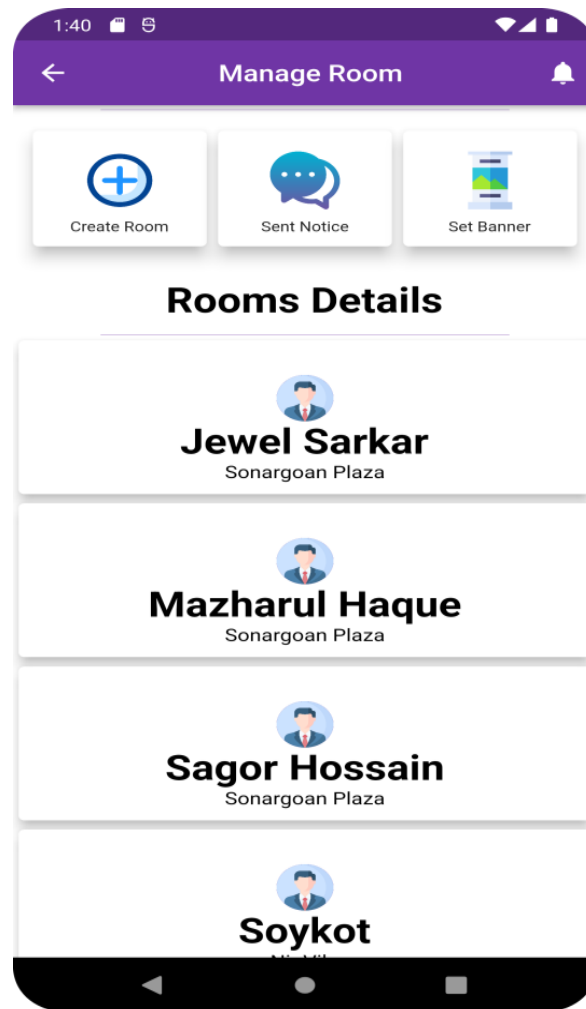 1:40
Manage Room
Create Room
Sent Notice
Set Banner
Rooms Details
Jewel Sarkar
Sonargoan Plaza
Mazharul Haque
Sonargoan Plaza
Sagor Hossain
Sonargoan Plaza
Soykot